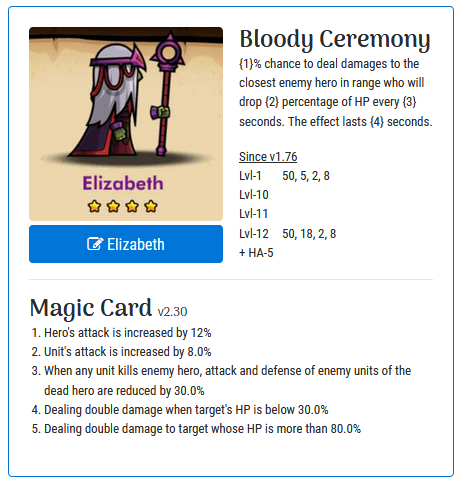 Bloody Ceremony
{1}% chance to deal damages to the
closest enemy hero in range who will
drop {2} percentage of HP every {3}
seconds. The effect lasts {4} seconds.
Since v1.76
Lvl-1 50, 5, 2, 8
Lvl-10
Lvl-11
Lvl-12 50, 18, 2, 8
+ HA-5
Elizabeth
Elizabeth
Magic Card v2.30
1. Hero's attack is increased by 12%
2. Unit's attack is increased by 8.0%
3. When any unit kills enemy hero, attack and defense of enemy units of the
dead hero are reduced by 30.0%
4. Dealing double damage when target's HP is below 30.0%
5. Dealing double damage to target whose HP is more than 80.0%